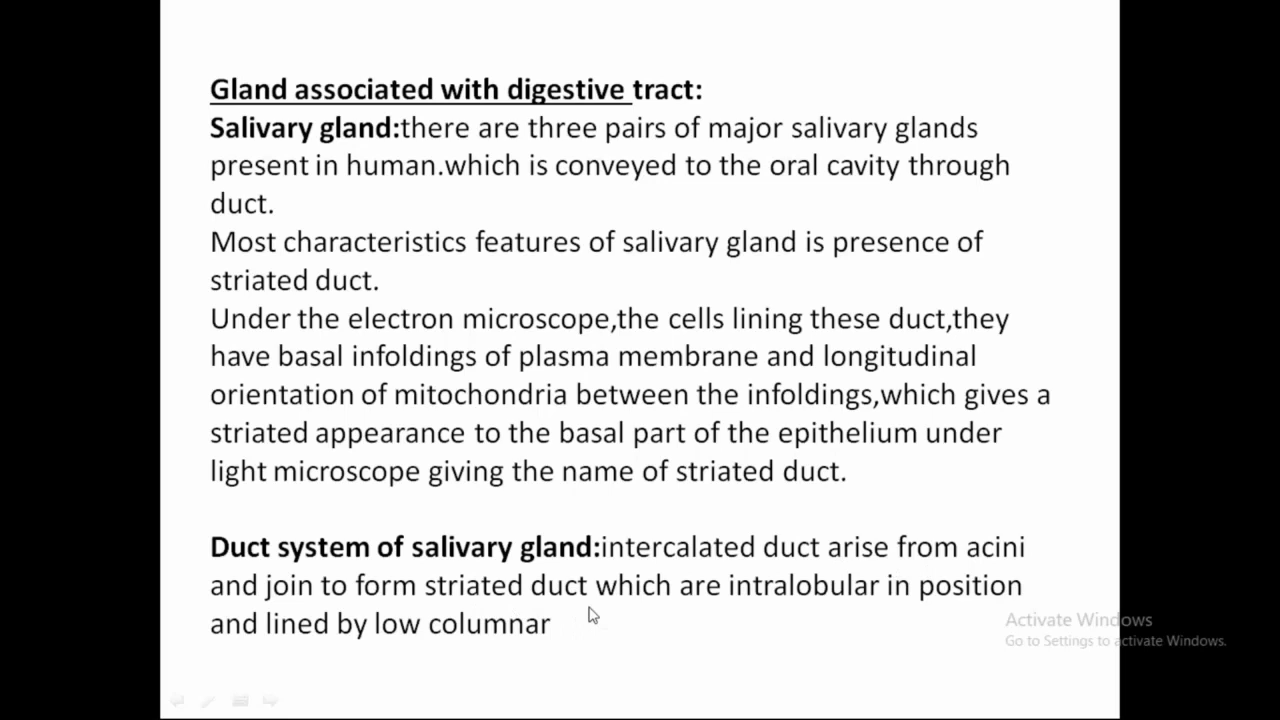 Gland associated with digestive tract:
Salivary gland:there are three pairs of major salivary glands
present in human.which is conveyed to the oral cavity through
duct.
Most characteristics features of salivary gland is presence of
striated duct.
Under the electron microscope,the cells lining these duct,they
have basal infoldings of plasma membrane and longitudinal
orientation of mitochondria between the infoldings,which gives a
striated appearance to the basal part of the epithelium under
light microscope giving the name of striated duct.
Duct system of salivary gland:intercalated duct arise from acini
and join to form striated duct which are intralobular in position
and lined by low columnar
Activate Windows
Go to Settings to activate Windows.